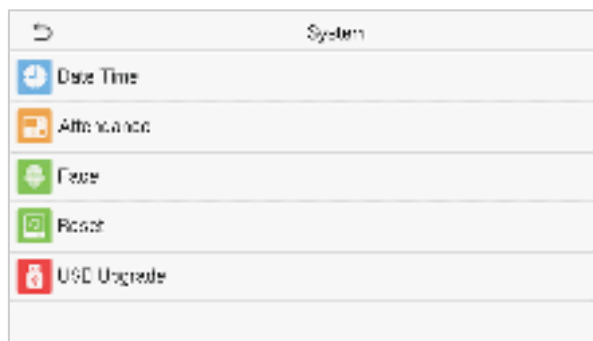 System
Date Time
Attendance
Face
Reset
USB Upgrade